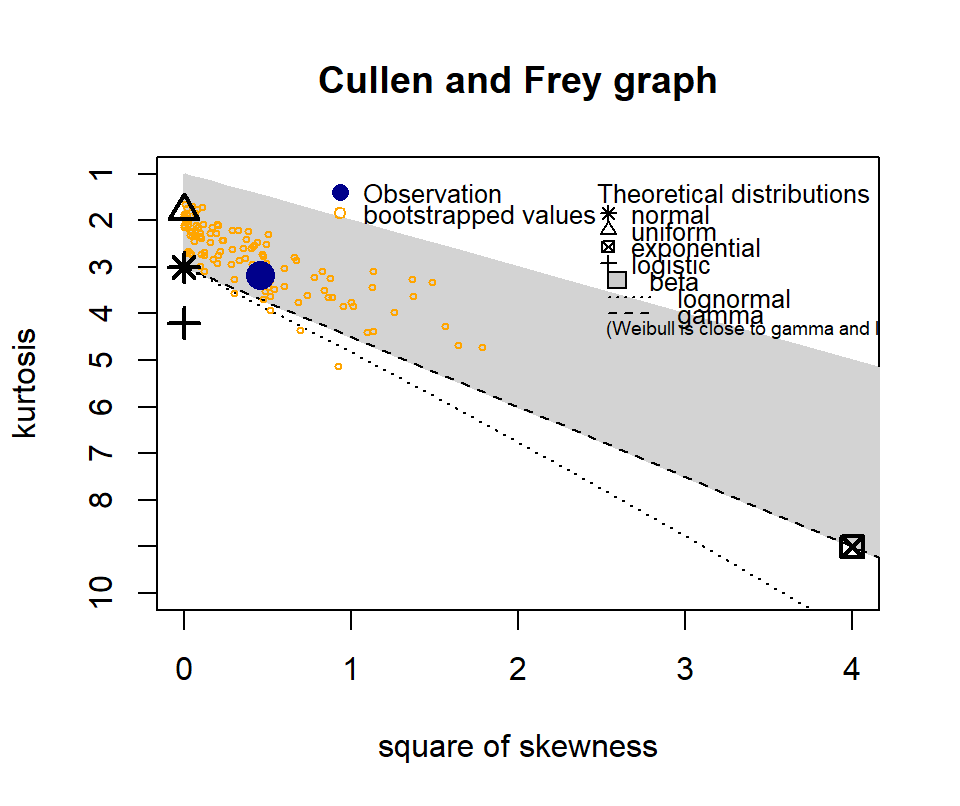 Cullen and Frey graph
Observation
bootstrapped values
Theoretical distributions
normal
uniform
exponential
logistic
beta
lognormal
gamma
(Weibull is close to gamma and l
kurtosis
1
2
3
4
5
6
7
8
10
0 1 2 3 4
square of skewness